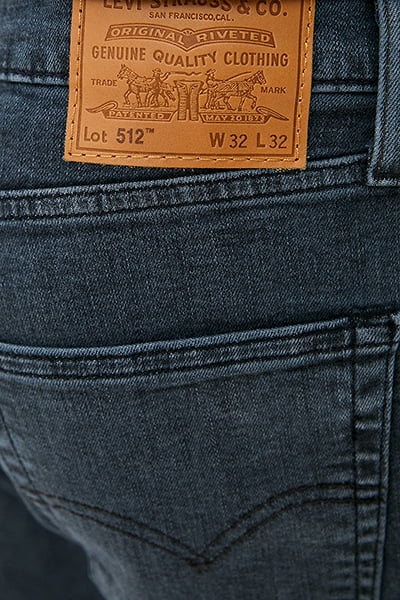 LEVI STRAUSS & CO.
SAN FRANCISCO, CAL.
ORIGINAL RIVETED
GENUINE QUALITY CLOTHING
TRADE MARK
PATENTED MAY 20 1873
Lot 512™ W 32 L 32